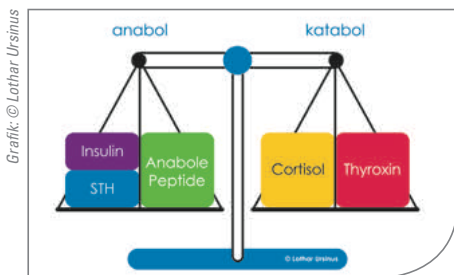 Grafik: © Lothar Ursinus
anabol
katabol
Insulin
STH
Anabole
Peptide
Cortisol
Thyroxin
© Lothar Ursinus